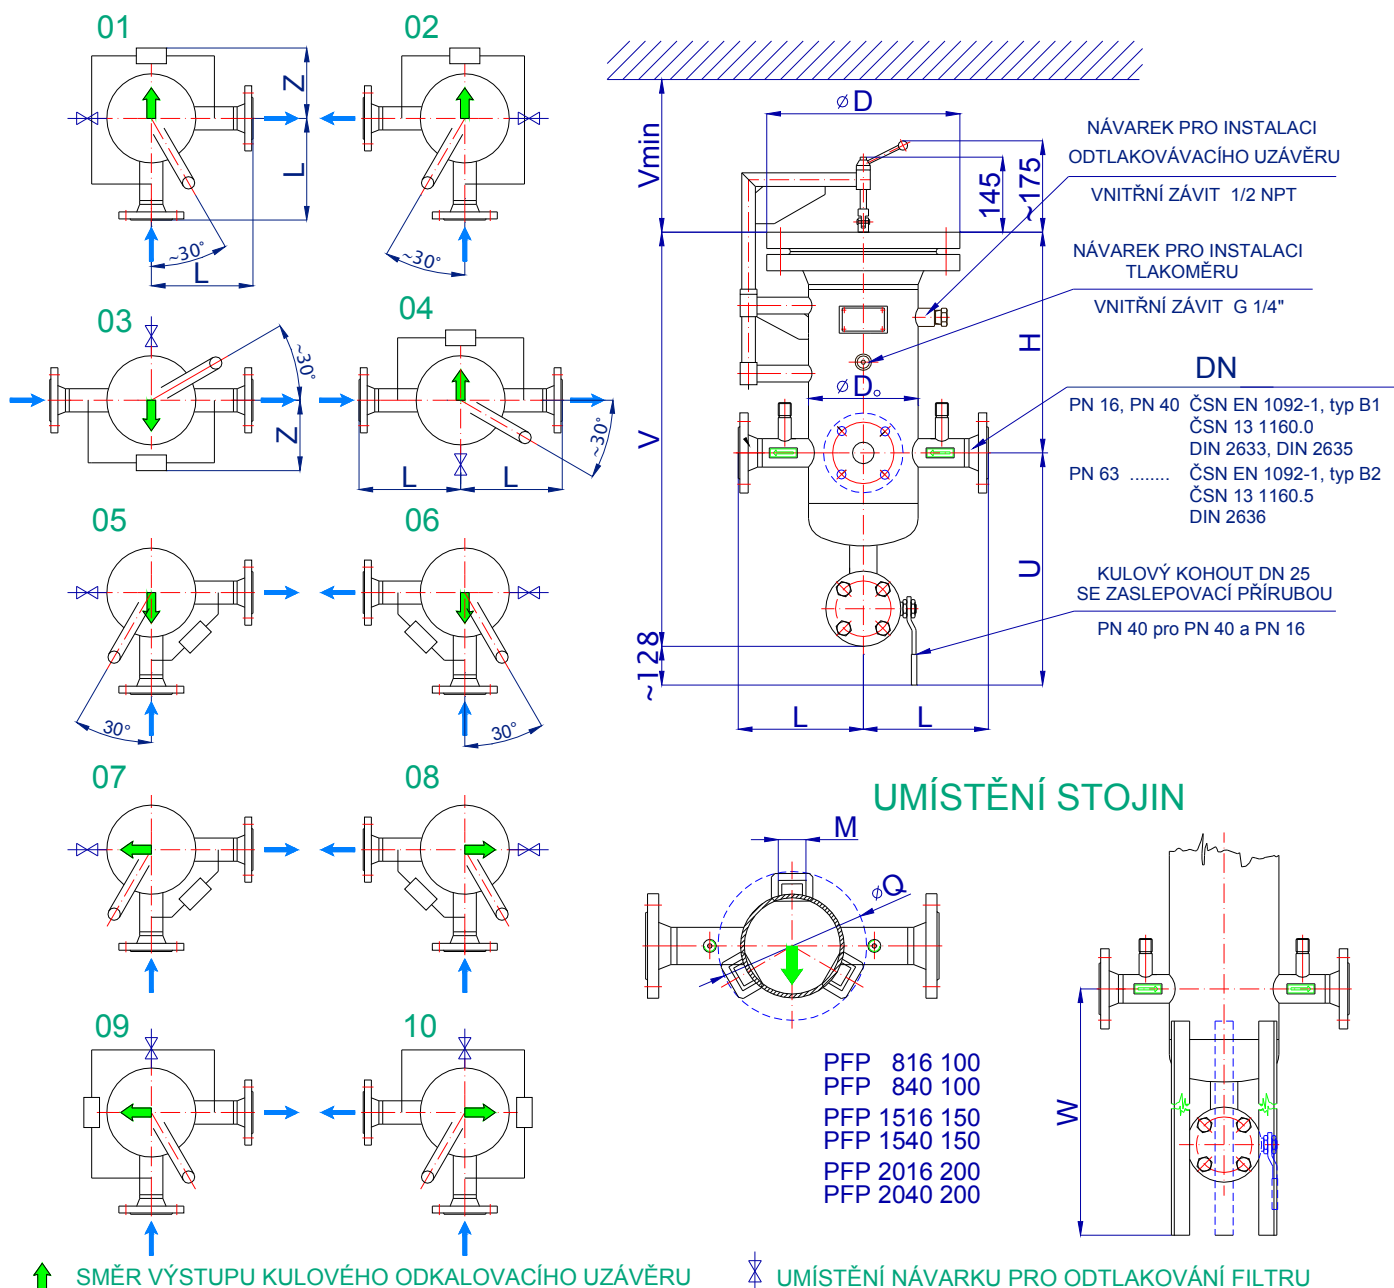 01
02
Z
L
~30°
L
~30°
03
04
~30°
Z
~30°
L
L
05
06
30°
30°
07
08
09
10
Vmin
⌀D
145
~175
V
H
⌀D₀
U
~128
L
L
NÁVAREK PRO INSTALACI
ODTLAKOVÁVACÍHO UZÁVĚRU
VNITŘNÍ ZÁVIT 1/2 NPT
NÁVAREK PRO INSTALACI
TLAKOMĚRU
VNITŘNÍ ZÁVIT G 1/4"
DN
PN 16, PN 40 ČSN EN 1092-1, typ B1
ČSN 13 1160.0
DIN 2633, DIN 2635
PN 63 ........ ČSN EN 1092-1, typ B2
ČSN 13 1160.5
DIN 2636
KULOVÝ KOHOUT DN 25
SE ZASLEPOVACÍ PŘÍRUBOU
PN 40 pro PN 40 a PN 16
UMÍSTĚNÍ STOJIN
M
⌀Q
W
PFP 816 100
PFP 840 100
PFP 1516 150
PFP 1540 150
PFP 2016 200
PFP 2040 200
SMĚR VÝSTUPU KULOVÉHO ODKALOVACÍHO UZÁVĚRU
UMÍSTĚNÍ NÁVARKU PRO ODTLAKOVÁNÍ FILTRU